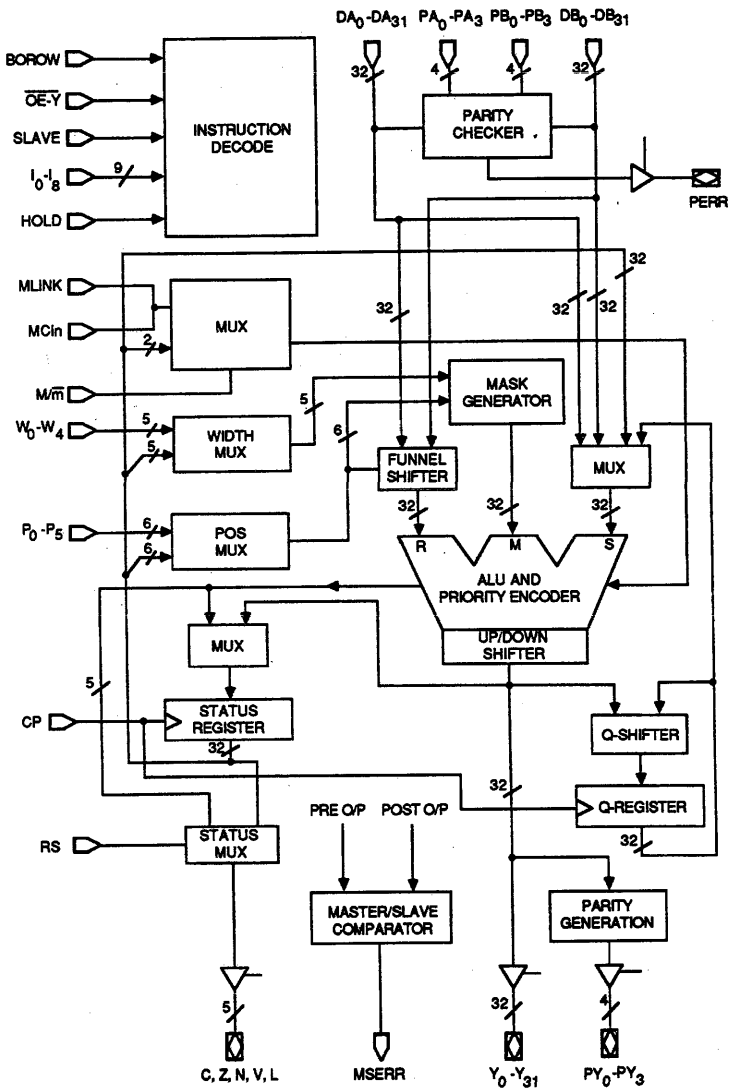 DA0-DA31 PA0-PA3 PB0-PB3 DB0-DB31
32 4 4 32
BOROW
OE-Y
SLAVE
I0-I8 9
HOLD
INSTRUCTION
DECODE
PARITY
CHECKER
PERR
MLINK
MCin
2
M/m
MUX
32 32 32 32
W0-W4 5
5
WIDTH
MUX
5
6
MASK
GENERATOR
FUNNEL
SHIFTER
MUX
P0-P5 6
6
POS
MUX
32 32 32
R M S
ALU AND
PRIORITY ENCODER
UP/DOWN
SHIFTER
MUX
5
CP
STATUS
REGISTER
32
Q-SHIFTER
32
Q-REGISTER
32
RS
STATUS
MUX
PRE O/P POST O/P
MASTER/SLAVE
COMPARATOR
PARITY
GENERATION
5 32 4
C, Z, N, V, L MSERR Y0-Y31 PY0-PY3